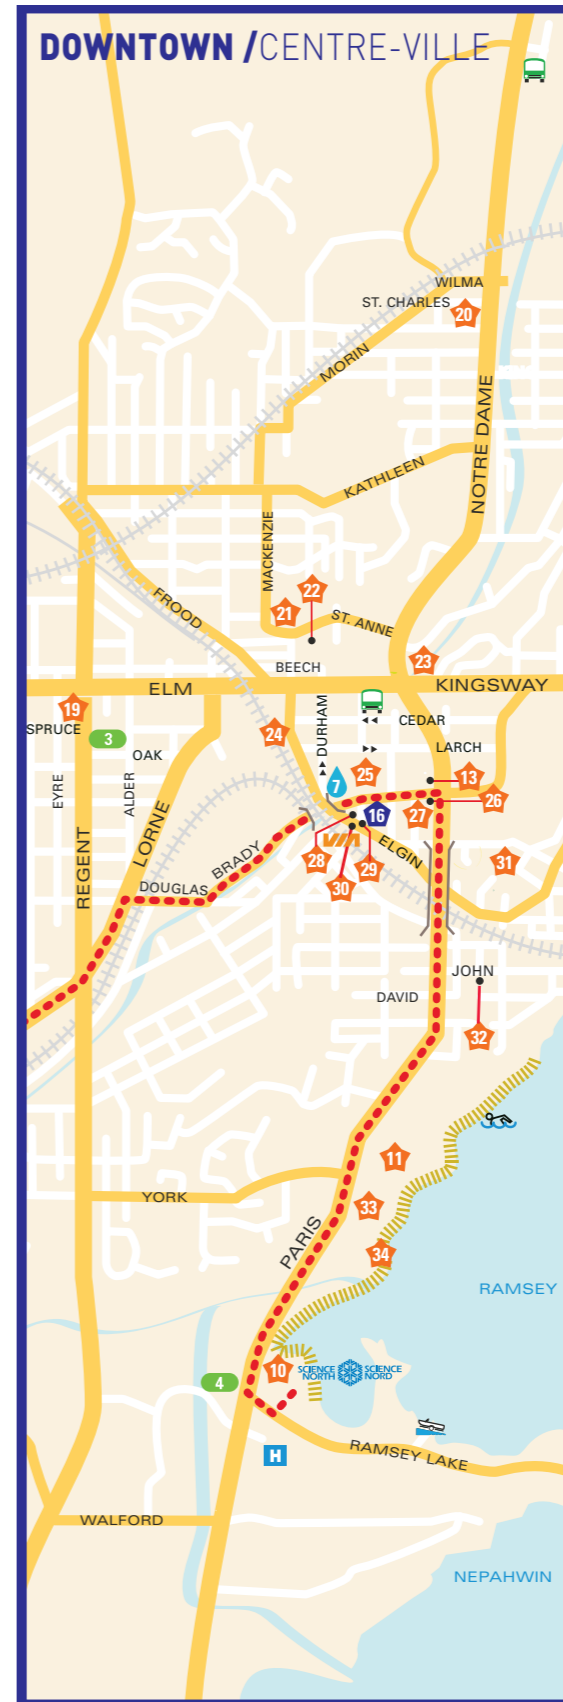 DOWNTOWN / CENTRE-VILLE
WILMA
ST. CHARLES
20
MORIN
NOTRE DAME
KATHLEEN
MACKENZIE
22
21
FROOD
ST. ANNE
23
BEECH
ELM
KINGSWAY
19
SPRUCE
3
OAK
24
DURHAM
CEDAR
LARCH
EYRE
ALDER
7
25
13
26
16
27
LORNE
REGENT
VIA
ELGIN
28
29
30
31
BRADY
DOUGLAS
JOHN
DAVID
32
11
YORK
33
PARIS
34
RAMSEY
10
SCIENCE NORTH
SCIENCE NORD
4
H
RAMSEY LAKE
WALFORD
NEPAHWIN